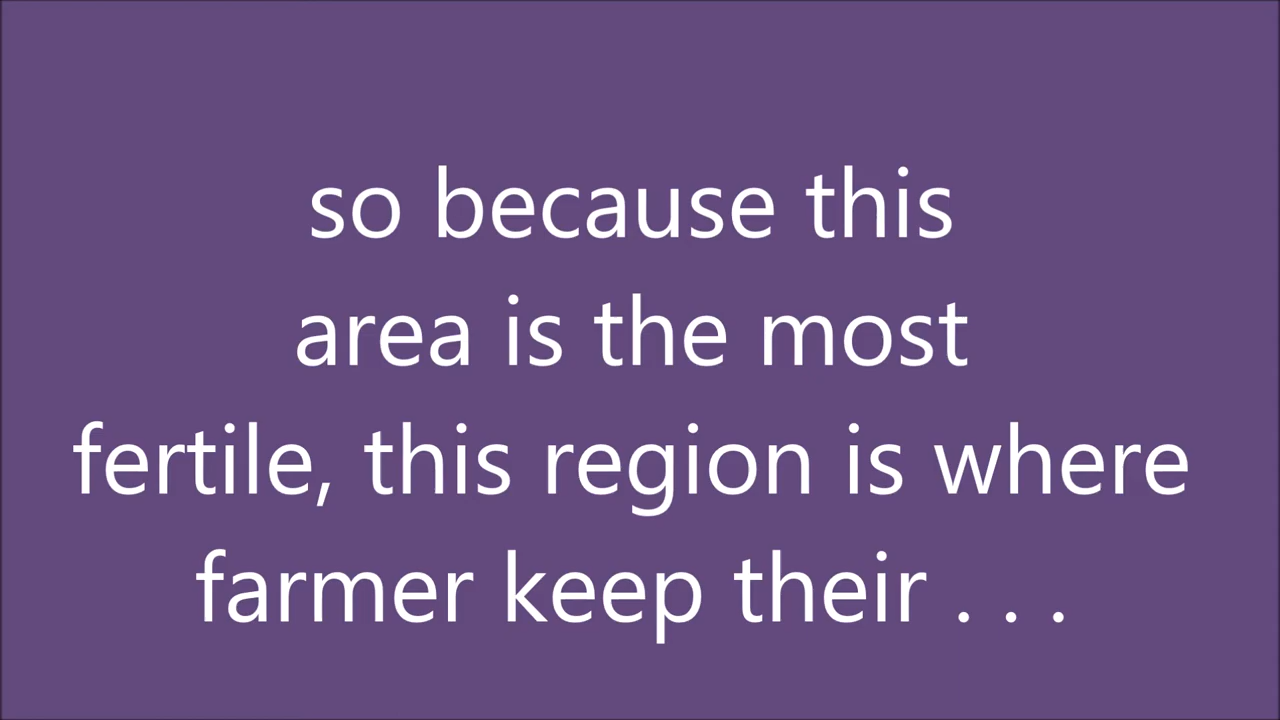 so because this
area is the most
fertile, this region is where
farmer keep their . . .